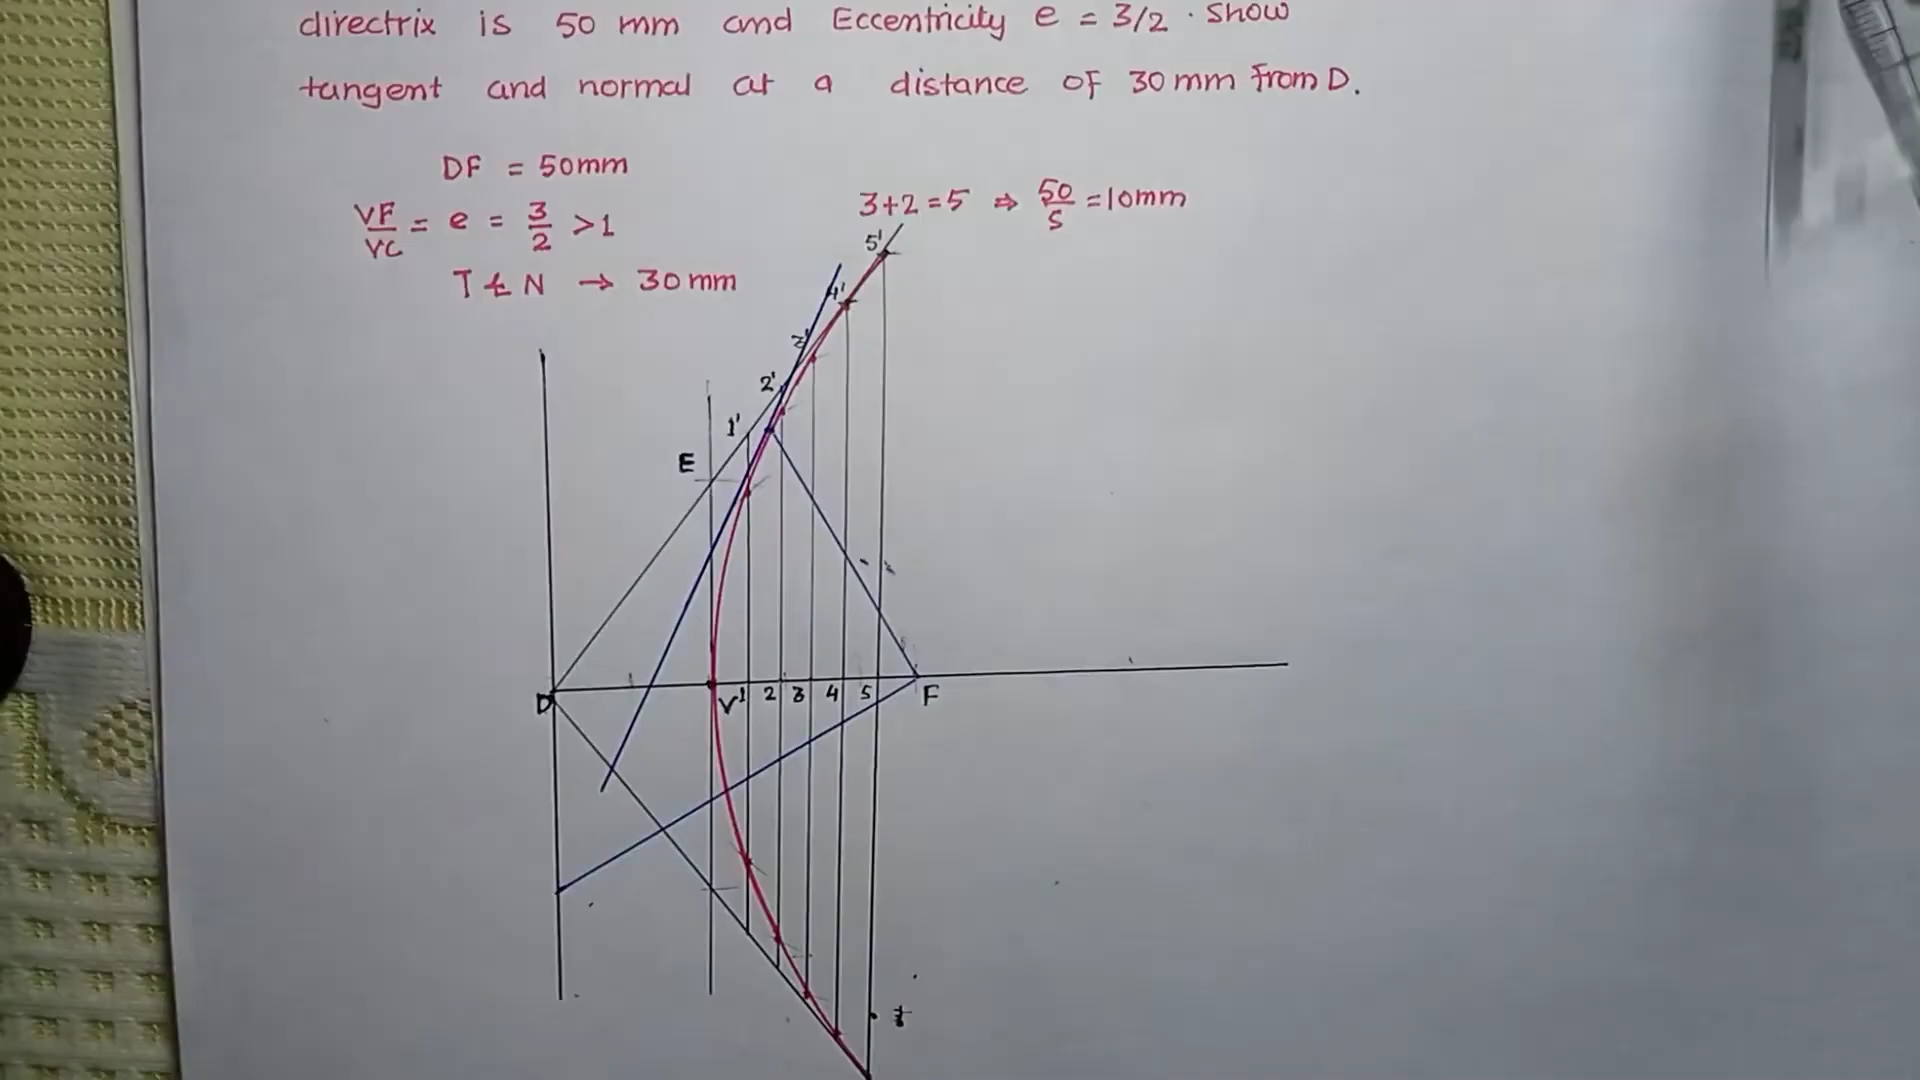 directrix is 50 mm and Eccentricity e = 3/2 . Show
tangent and normal at a distance of 30 mm from D.
DF = 50mm
VF/VC = e = 3/2 >1
3+2=5 ⇒ 50/5 =10mm
T & N → 30 mm
5'
4'
3'
2'
1'
E
D V 1 2 3 4 5 F